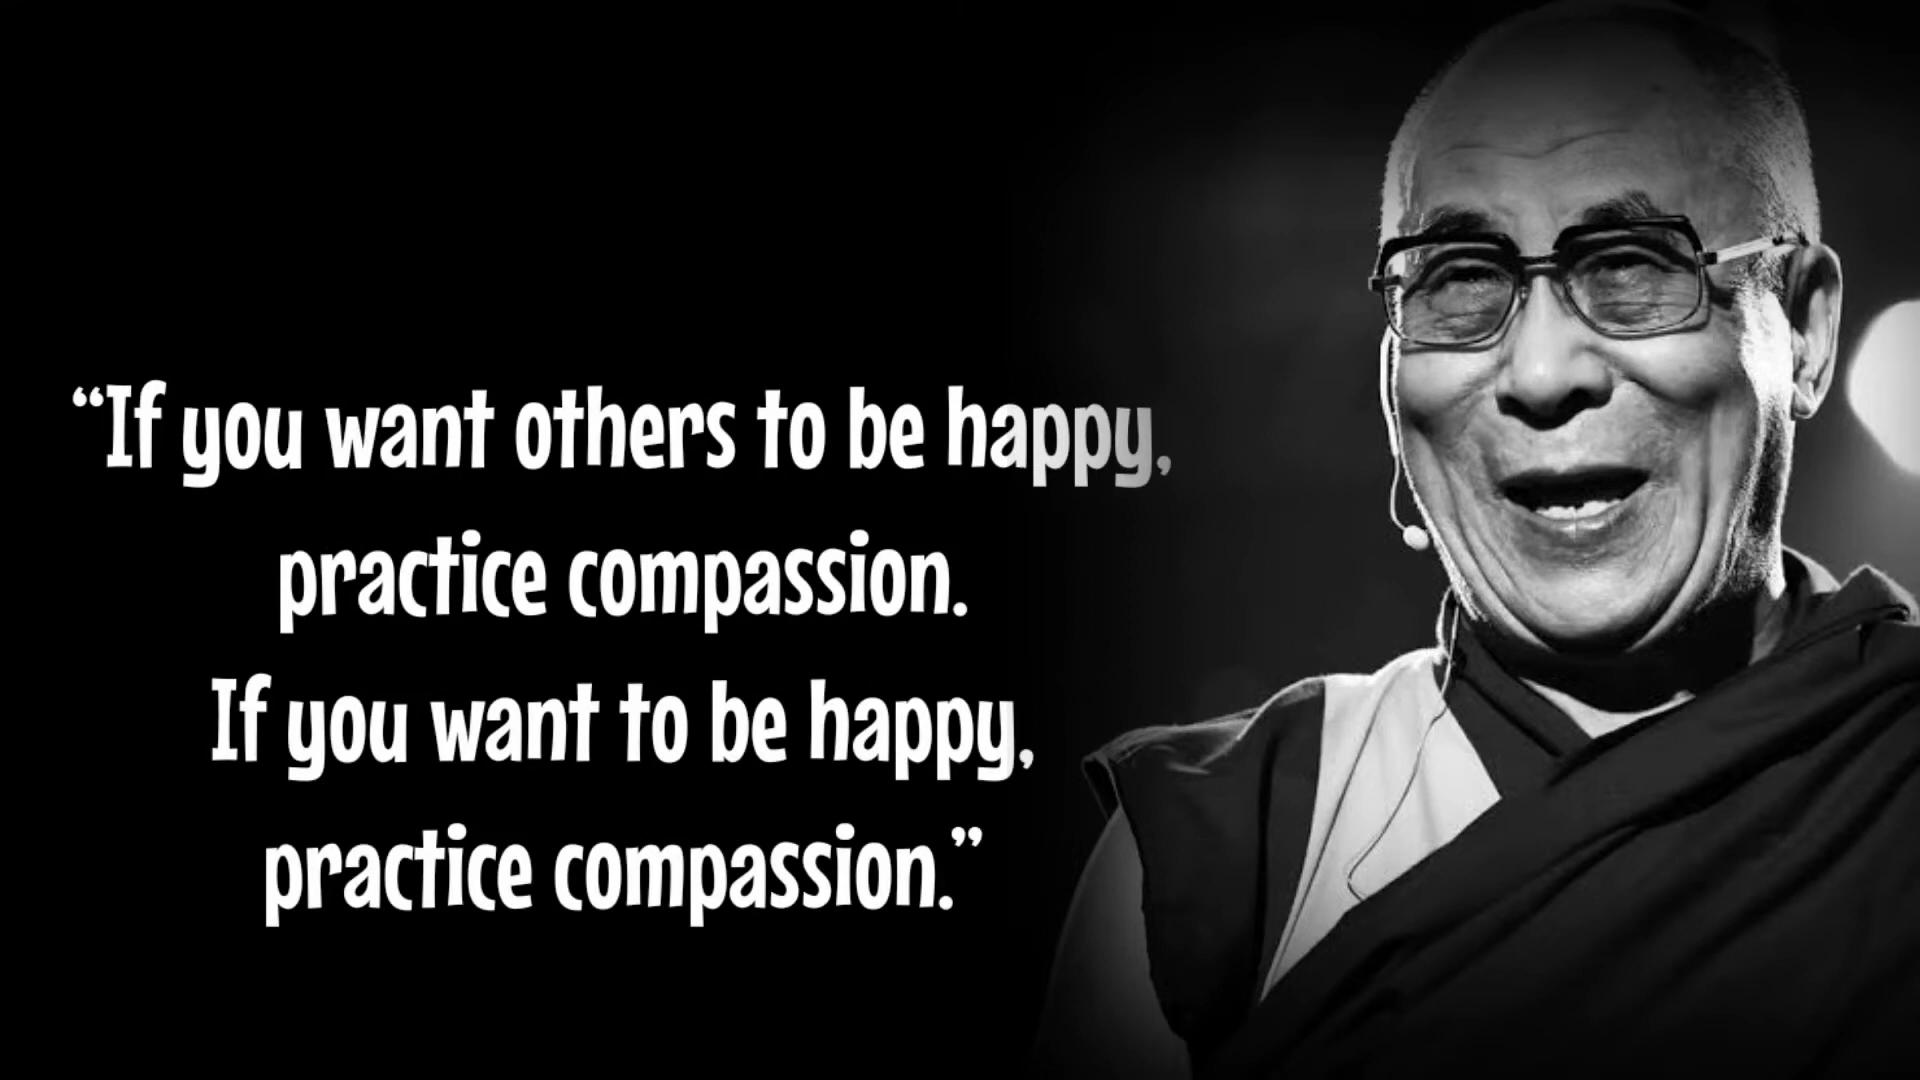 “If you want others to be happy,
practice compassion.
If you want to be happy,
practice compassion.”